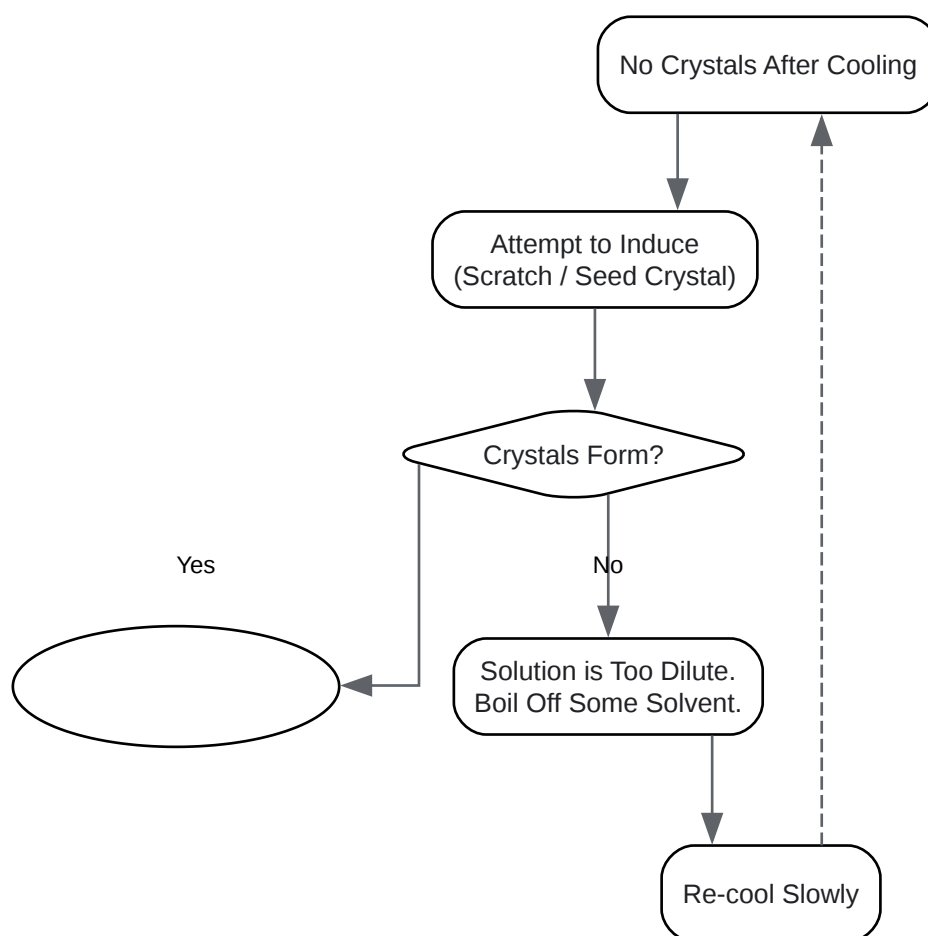 No Crystals After Cooling
Attempt to Induce
(Scratch / Seed Crystal)
Crystals Form?
Yes
No
Solution is Too Dilute.
Boil Off Some Solvent.
Re-cool Slowly